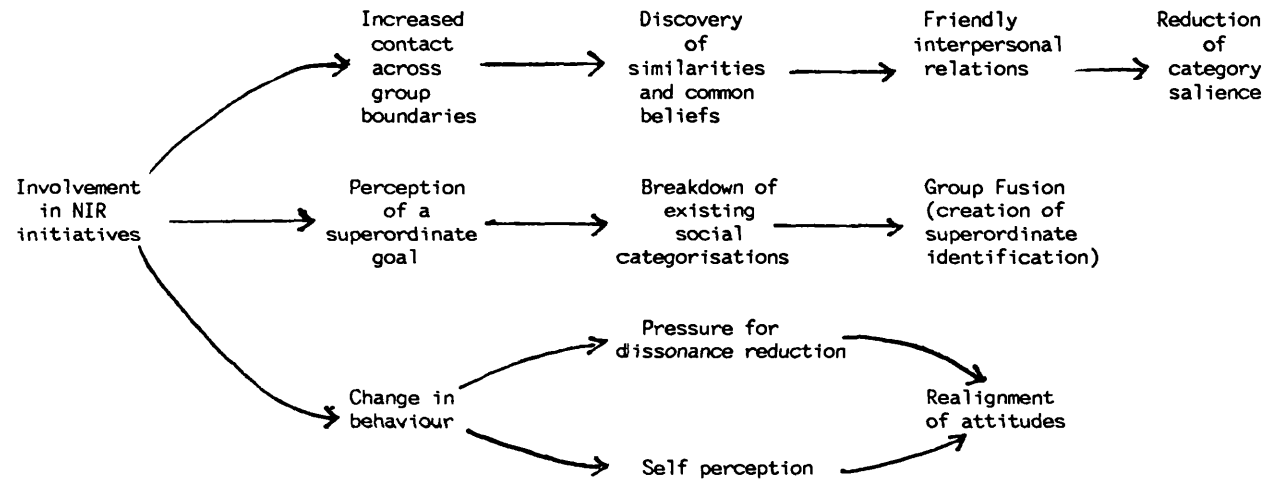 Increased
contact
across
group
boundaries
Discovery
of
similarities
and common
beliefs
Friendly
interpersonal
relations
Reduction
of
category
salience
Involvement
in NIR
initiatives
Perception
of a
superordinate
goal
Breakdown of
existing
social
categorisations
Group Fusion
(creation of
superordinate
identification)
Pressure for
dissonance reduction
Change in
behaviour
Realignment
of attitudes
Self perception